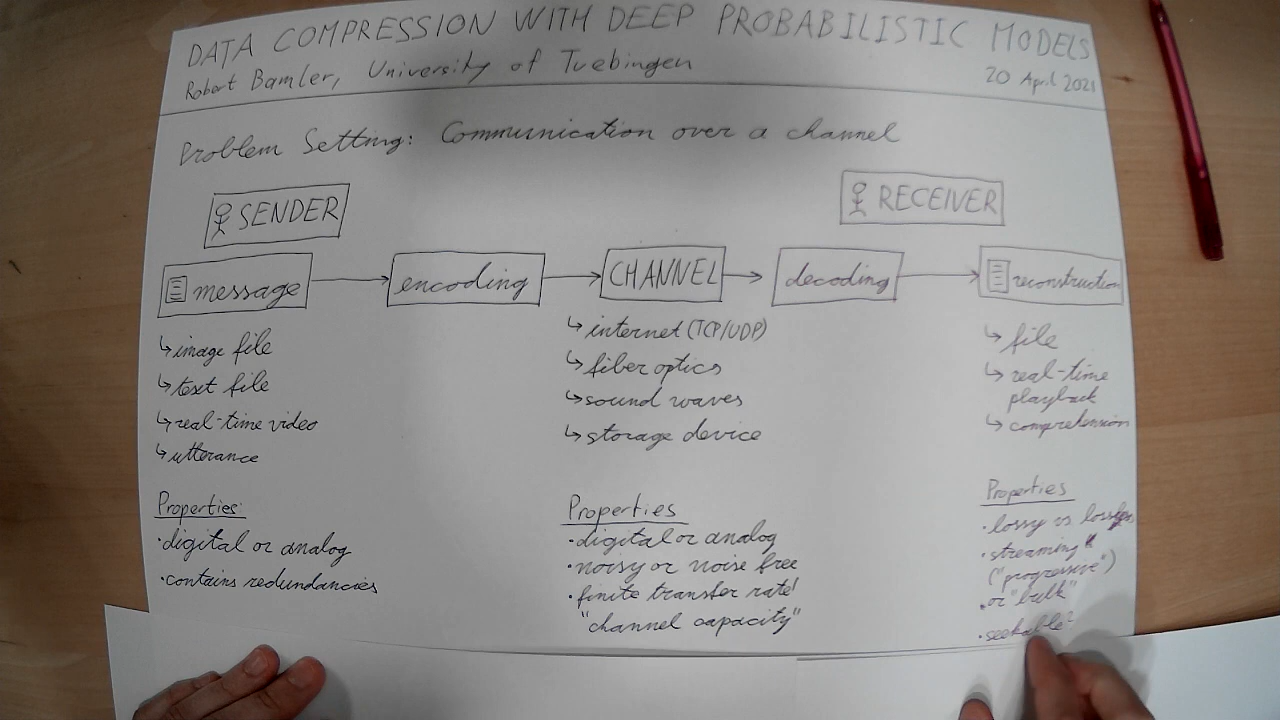 DATA COMPRESSION WITH DEEP PROBABILISTIC MODELS
Robert Bamler, University of Tuebingen
20 April 2021
Problem Setting: Communication over a channel
SENDER
RECEIVER
message
encoding
CHANNEL
decoding
reconstruction
↳ image file
↳ text file
↳ real-time video
↳ utterance
Properties:
• digital or analog
• contains redundancies
↳ internet (TCP/UDP)
↳ fiber optics
↳ sound waves
↳ storage device
Properties
• digital or analog
• noisy or noise free
• finite transfer rate
"channel capacity"
↳ file
↳ real-time
playback
↳ comprehension
Properties
• lossy vs. lossless
• streaming"
("progressive")
• or "bulk"
• seekable?